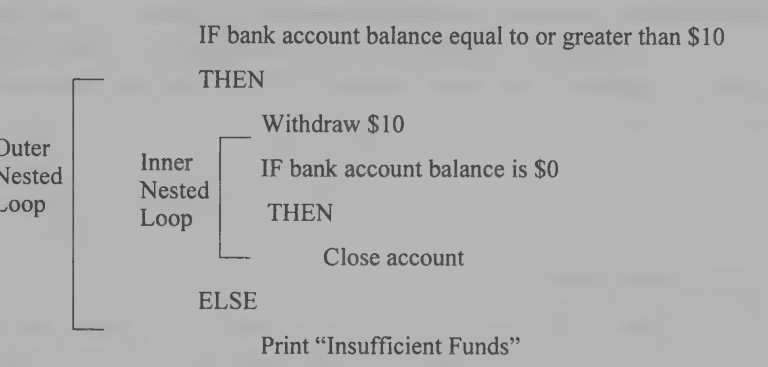 IF bank account balance equal to or greater than $10
THEN
Withdraw $10
Outer
Nested
Loop
Inner
Nested
Loop
IF bank account balance is $0
THEN
Close account
ELSE
Print “Insufficient Funds”